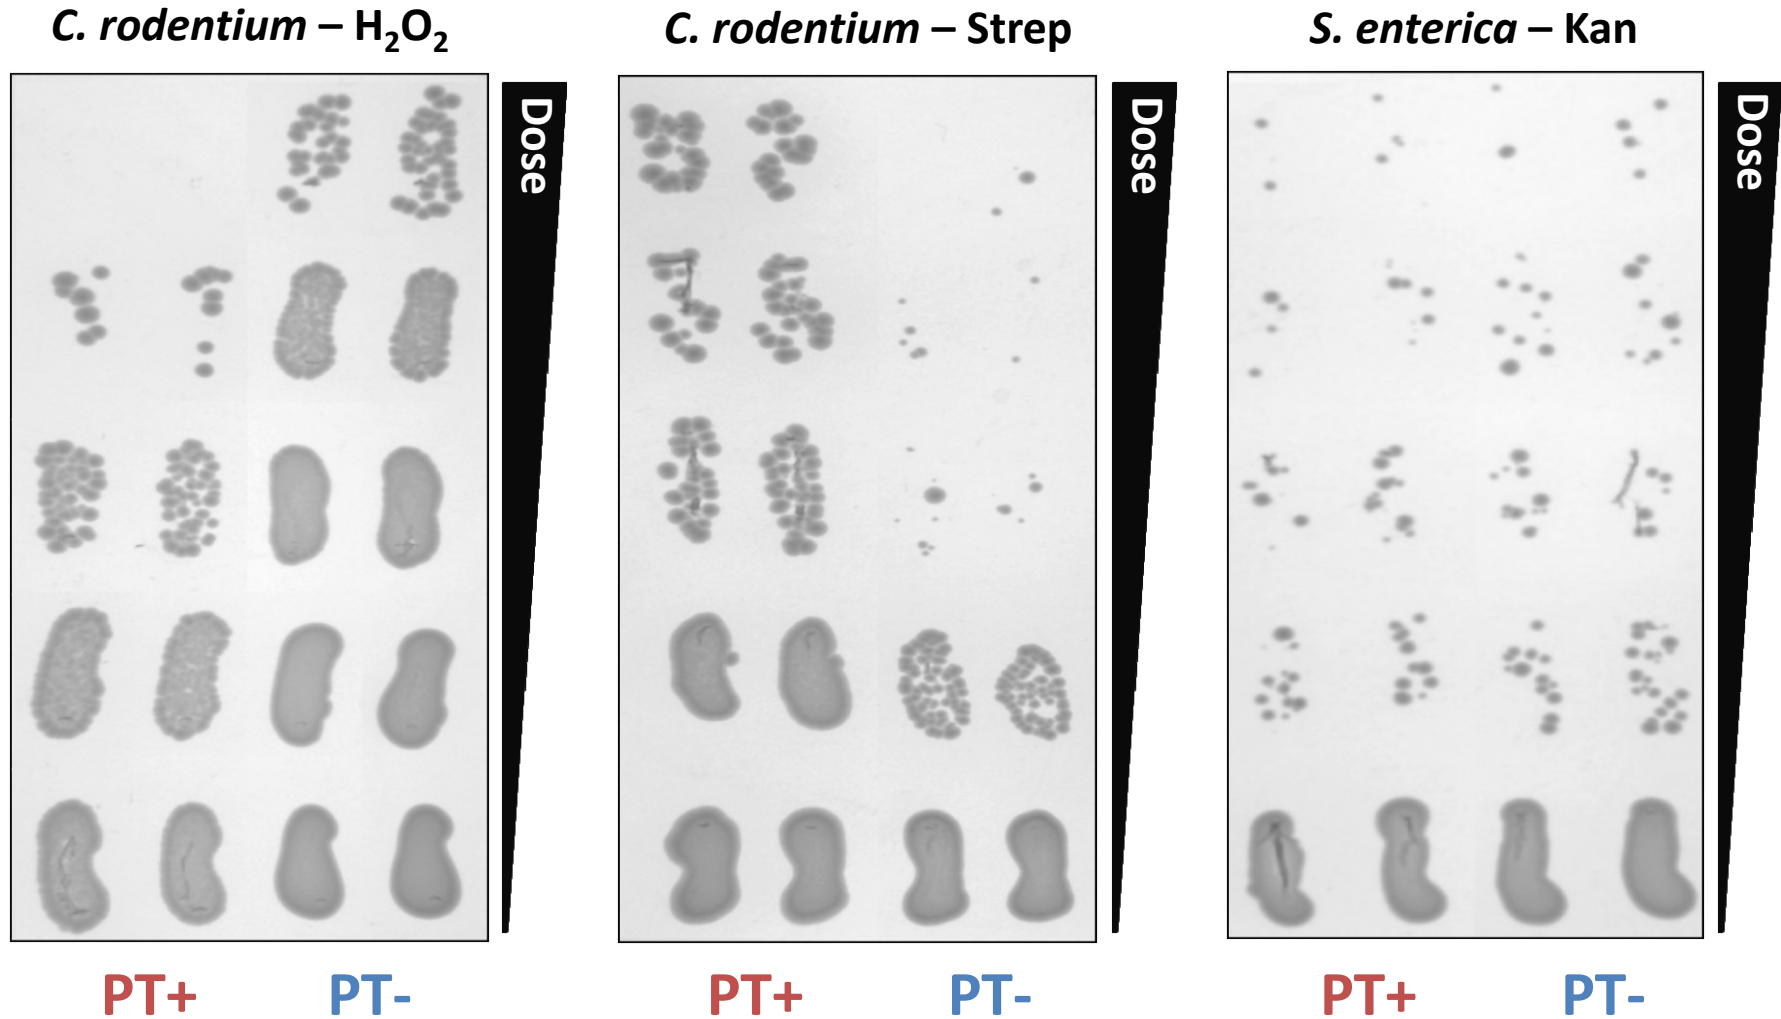 C. rodentium – H₂O₂
C. rodentium – Strep
S. enterica – Kan
Dose
Dose
Dose
PT+
PT-
PT+
PT-
PT+
PT-